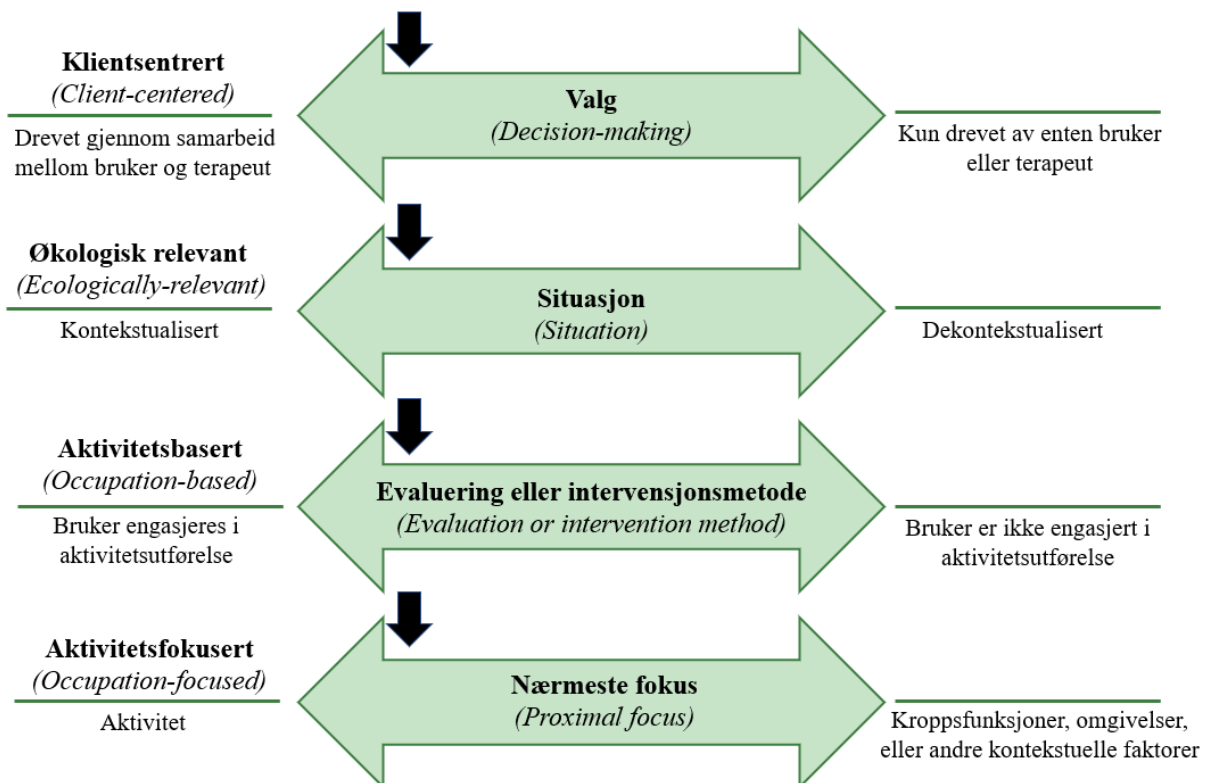 Klientsentrert
(Client-centered)
Drevet gjennom samarbeid
mellom bruker og terapeut
Valg
(Decision-making)
Kun drevet av enten bruker
eller terapeut
Økologisk relevant
(Ecologically-relevant)
Kontekstualisert
Situasjon
(Situation)
Dekontekstualisert
Aktivitetsbasert
(Occupation-based)
Bruker engasjeres i
aktivitetsutførelse
Evaluering eller intervensjonsmetode
(Evaluation or intervention method)
Bruker er ikke engasjert i
aktivitetsutførelse
Aktivitetsfokusert
(Occupation-focused)
Aktivitet
Nærmeste fokus
(Proximal focus)
Kroppsfunksjoner, omgivelser,
eller andre kontekstuelle faktorer